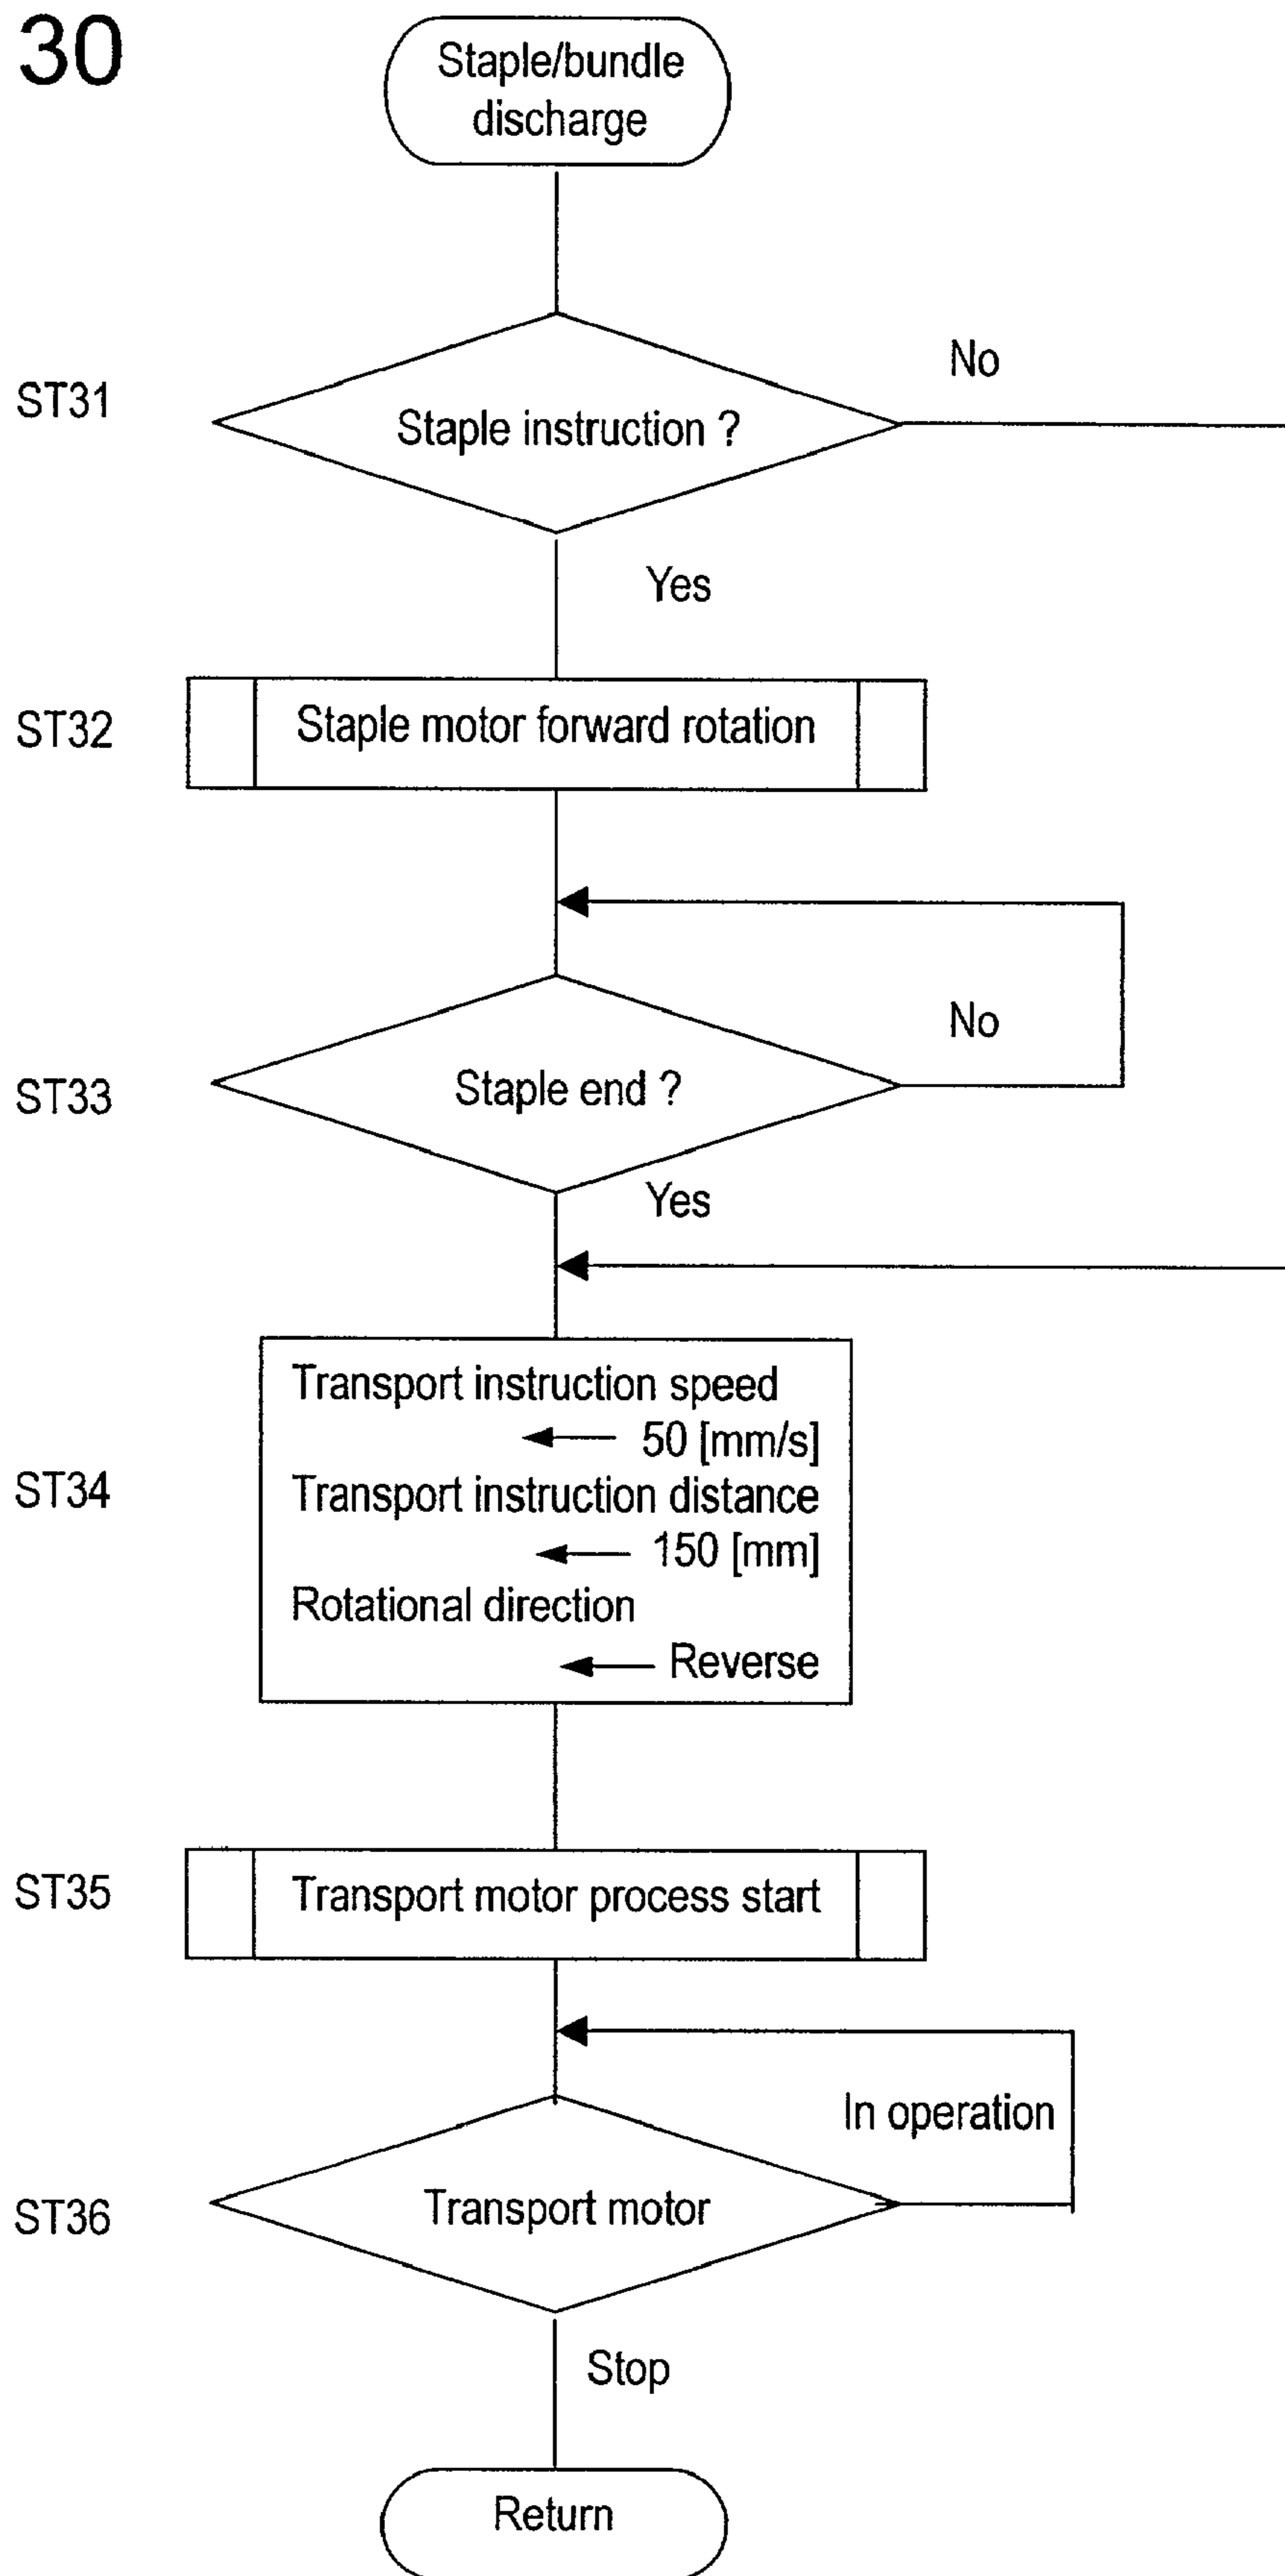 30
Staple/bundle
discharge
No
ST31
Staple instruction ?
Yes
ST32
Staple motor forward rotation
No
ST33
Staple end ?
Yes
Transport instruction speed
← 50 [mm/s]
ST34
Transport instruction distance
← 150 [mm]
Rotational direction
← Reverse
ST35
Transport motor process start
In operation
ST36
Transport motor
Stop
Return